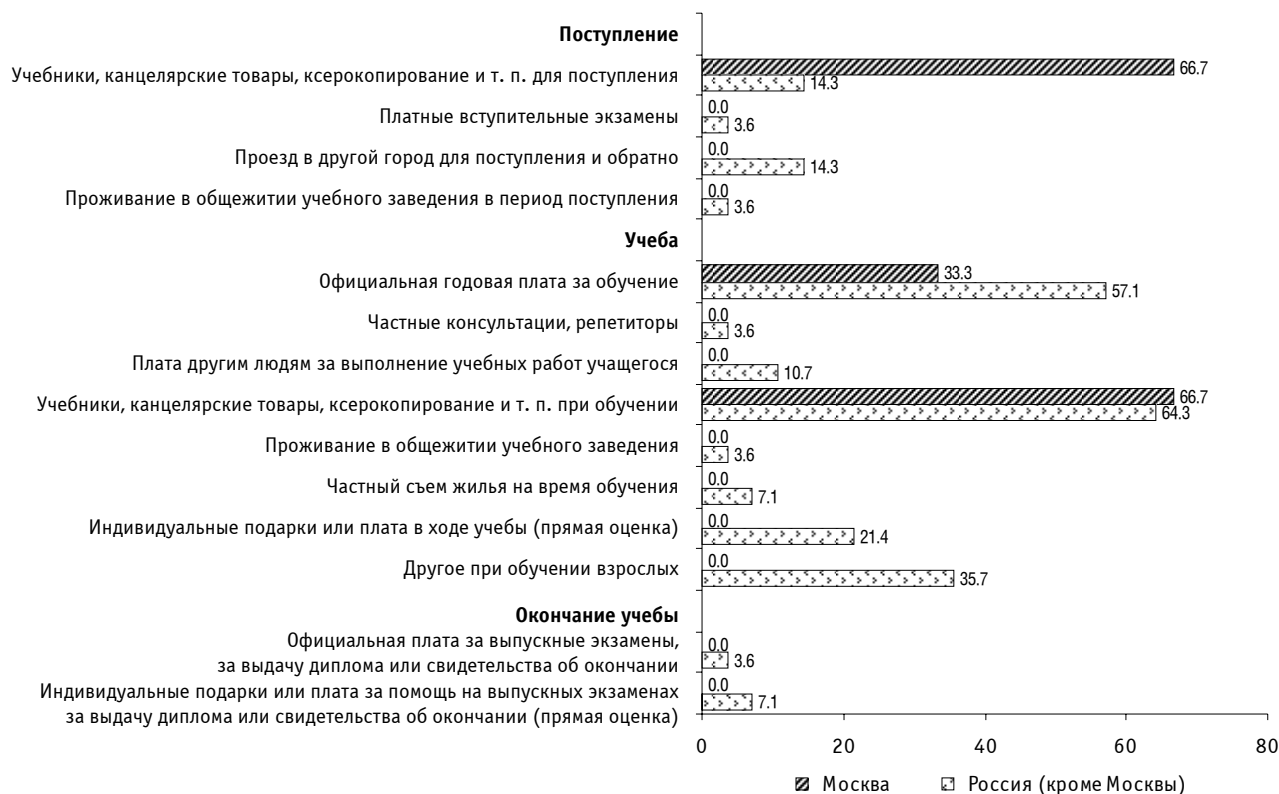 Поступление
Учебники, канцелярские товары, ксерокопирование и т. п. для поступления
66.7
14.3
Платные вступительные экзамены
0.0
3.6
Проезд в другой город для поступления и обратно
0.0
14.3
Проживание в общежитии учебного заведения в период поступления
0.0
3.6
Учеба
Официальная годовая плата за обучение
33.3
57.1
Частные консультации, репетиторы
0.0
3.6
Плата другим людям за выполнение учебных работ учащегося
0.0
10.7
Учебники, канцелярские товары, ксерокопирование и т. п. при обучении
66.7
64.3
Проживание в общежитии учебного заведения
0.0
3.6
Частный съем жилья на время обучения
0.0
7.1
Индивидуальные подарки или плата в ходе учебы (прямая оценка)
0.0
21.4
Другое при обучении взрослых
0.0
35.7
Окончание учебы
Официальная плата за выпускные экзамены,
за выдачу диплома или свидетельства об окончании
0.0
3.6
Индивидуальные подарки или плата за помощь на выпускных экзаменах
за выдачу диплома или свидетельства об окончании (прямая оценка)
0.0
7.1
0 20 40 60 80
Москва Россия (кроме Москвы)